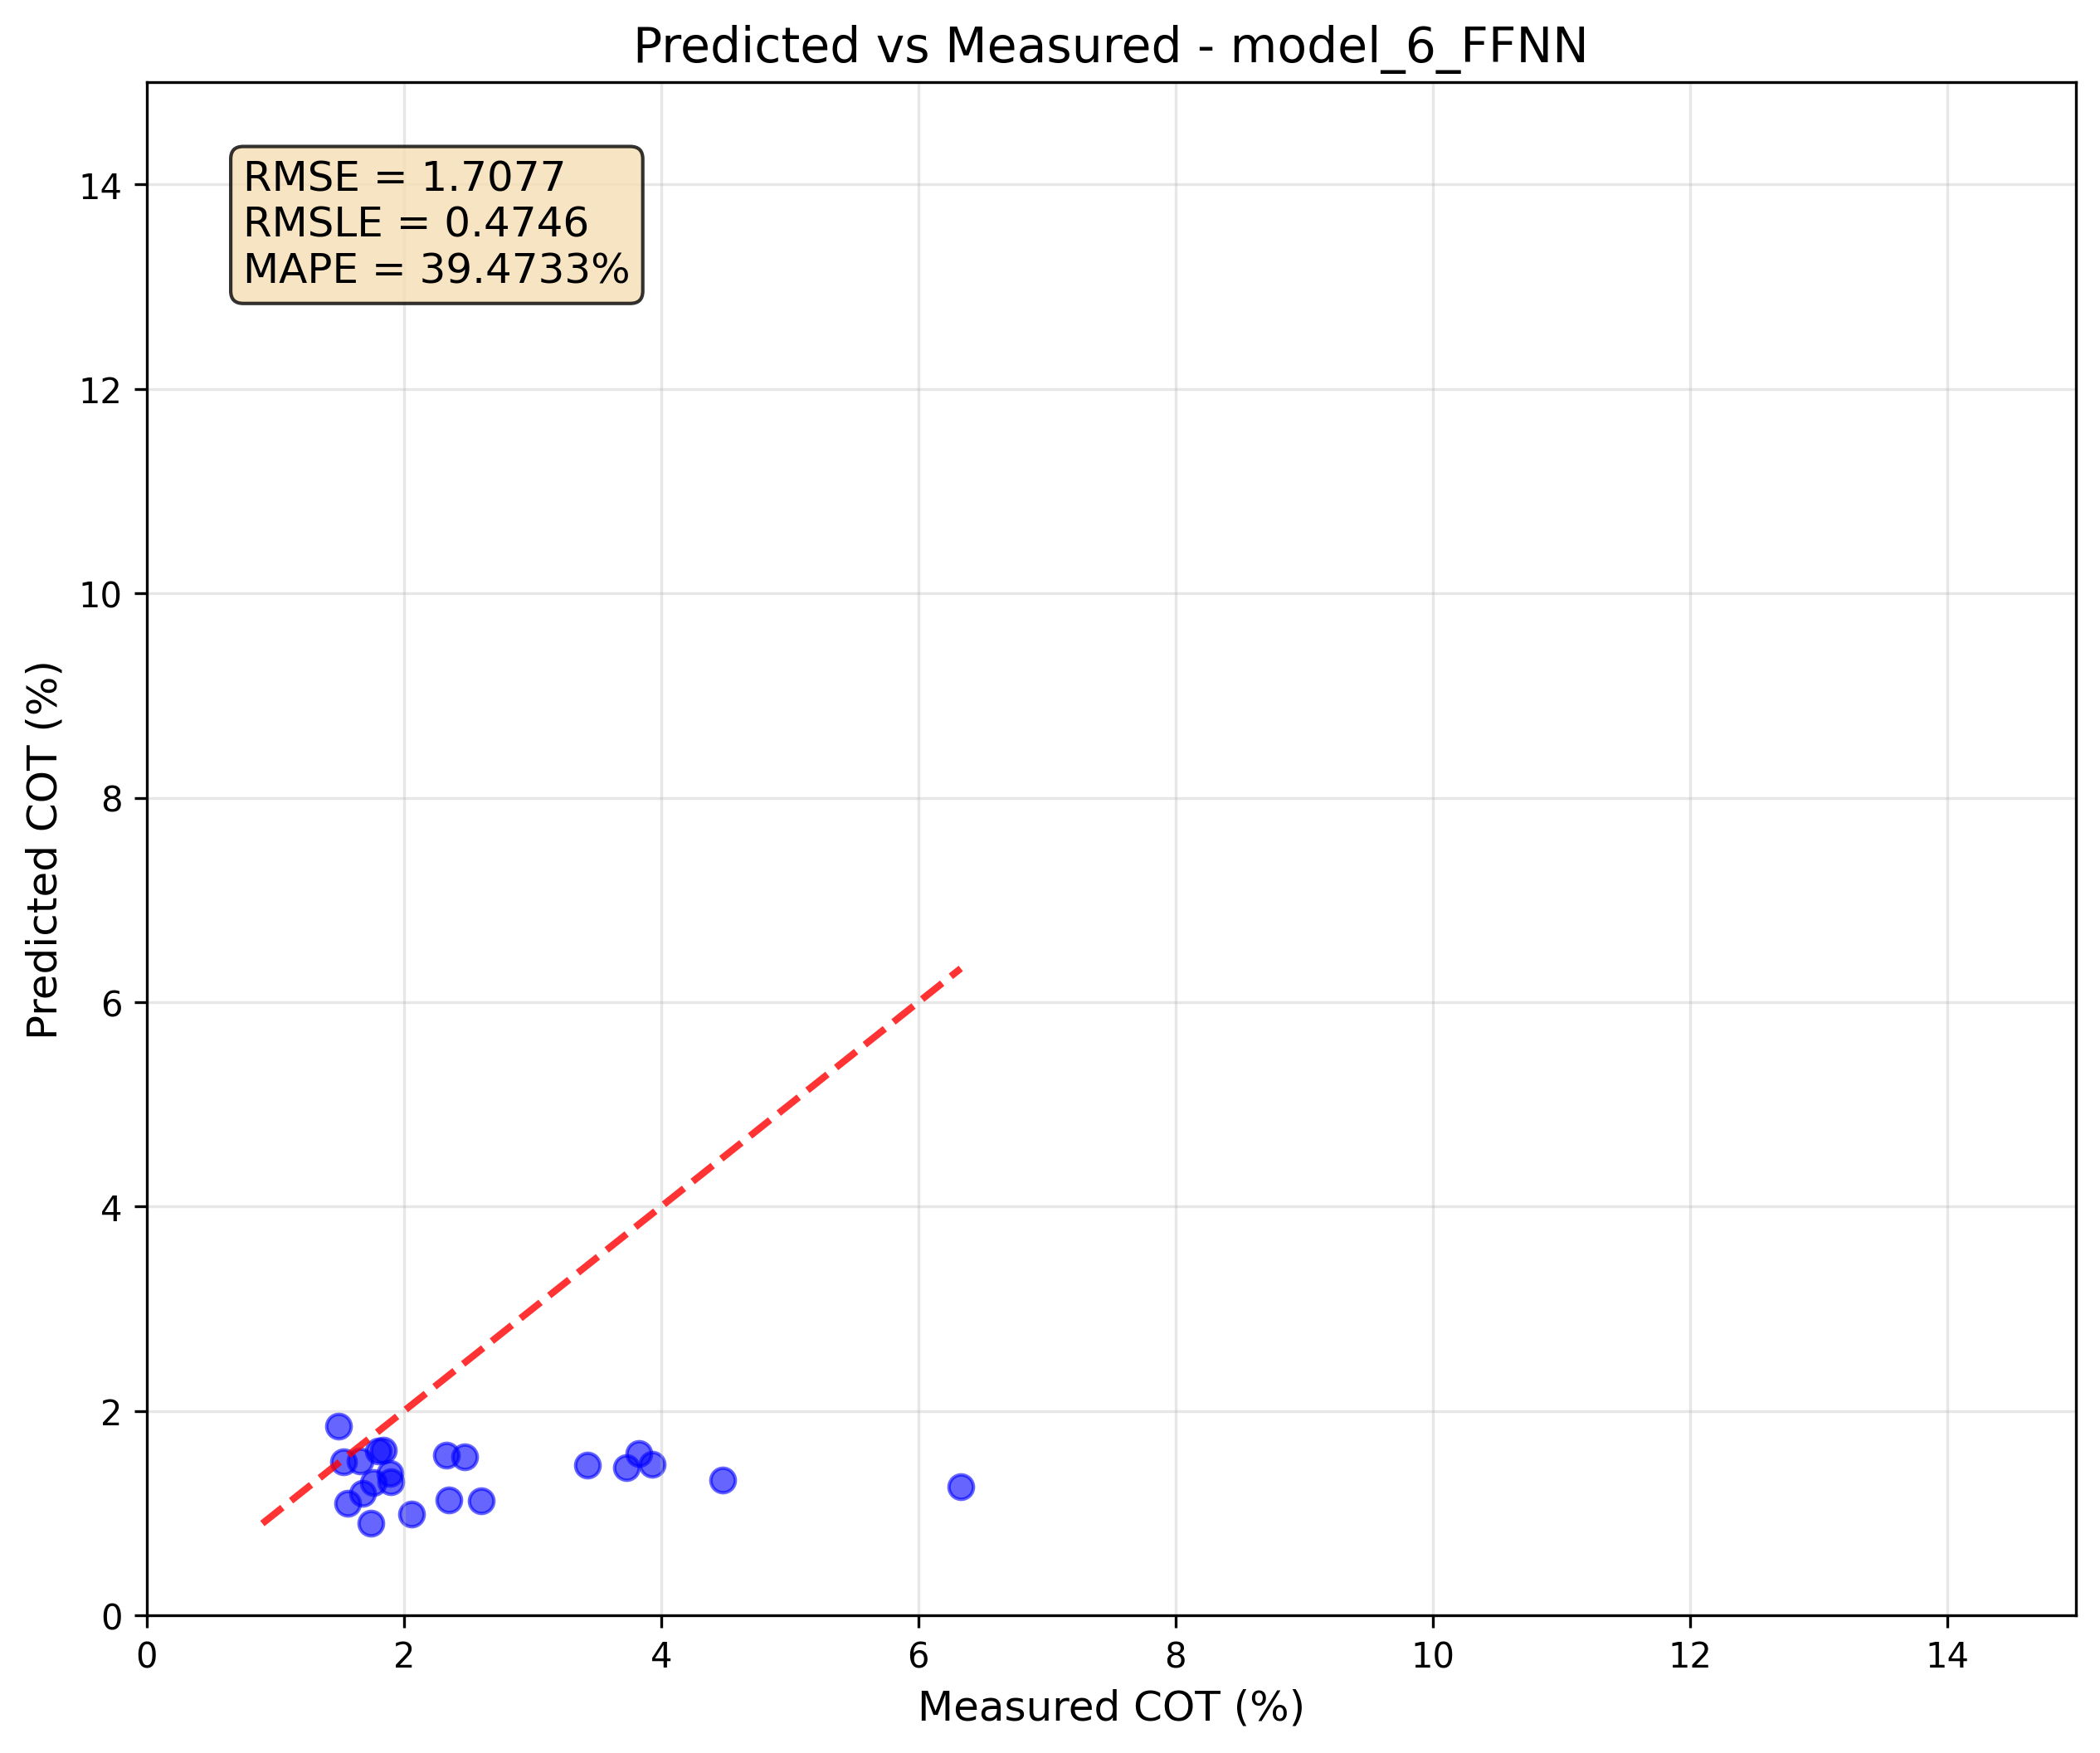 Predicted vs Measured - model_6_FFNN
RMSE = 1.7077
RMSLE = 0.4746
MAPE = 39.4733%
Predicted COT (%)
14
12
10
8
6
4
2
0
0 2 4 6 8 10 12 14
Measured COT (%)